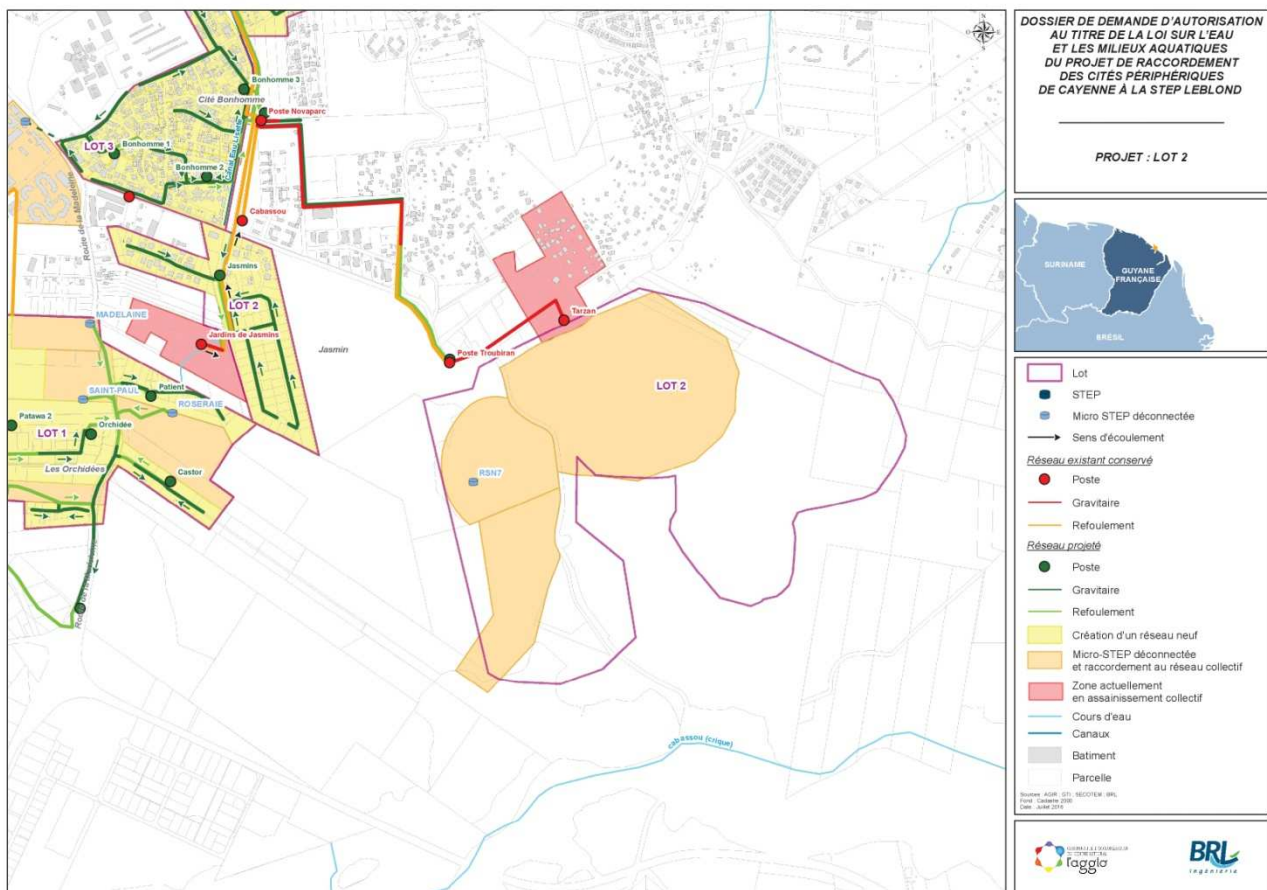 DOSSIER DE DEMANDE D'AUTORISATION
AU TITRE DE LA LOI SUR L'EAU
ET LES MILIEUX AQUATIQUES
DU PROJET DE RACCORDEMENT
DES CITÉS PÉRIPHÉRIQUES
DE CAYENNE À LA STEP LEBLOND
PROJET : LOT 2
SURINAME
GUYANE
FRANÇAISE
BRÉSIL
Lot
STEP
Micro STEP déconnectée
Sens d'écoulement
Réseau existant conservé
Poste
Gravitaire
Refoulement
Réseau projeté
Poste
Gravitaire
Refoulement
Création d'un réseau neuf
Micro-STEP déconnectée
et raccordement au réseau collectif
Zone actuellement
en assainissement collectif
Cours d'eau
Canaux
Batiment
Parcelle
l'agglo
BRL
Ingénierie
Bonhomme 3
Cité Bonhomme
Poste Novaparc
LOT 3
Bonhomme 1
Bonhomme 2
Route de la Madeleine
Cabassou
Jasmins
LOT 2
MADELAINE
Jardins de Jasmins
Jasmin
Tarzan
Poste Troubiran
LOT 2
SAINT-PAUL
Patient
ROSERAIE
Patawa 2
LOT 1
Orchidée
Les Orchidées
Castor
RSN7
cabassou (crique)